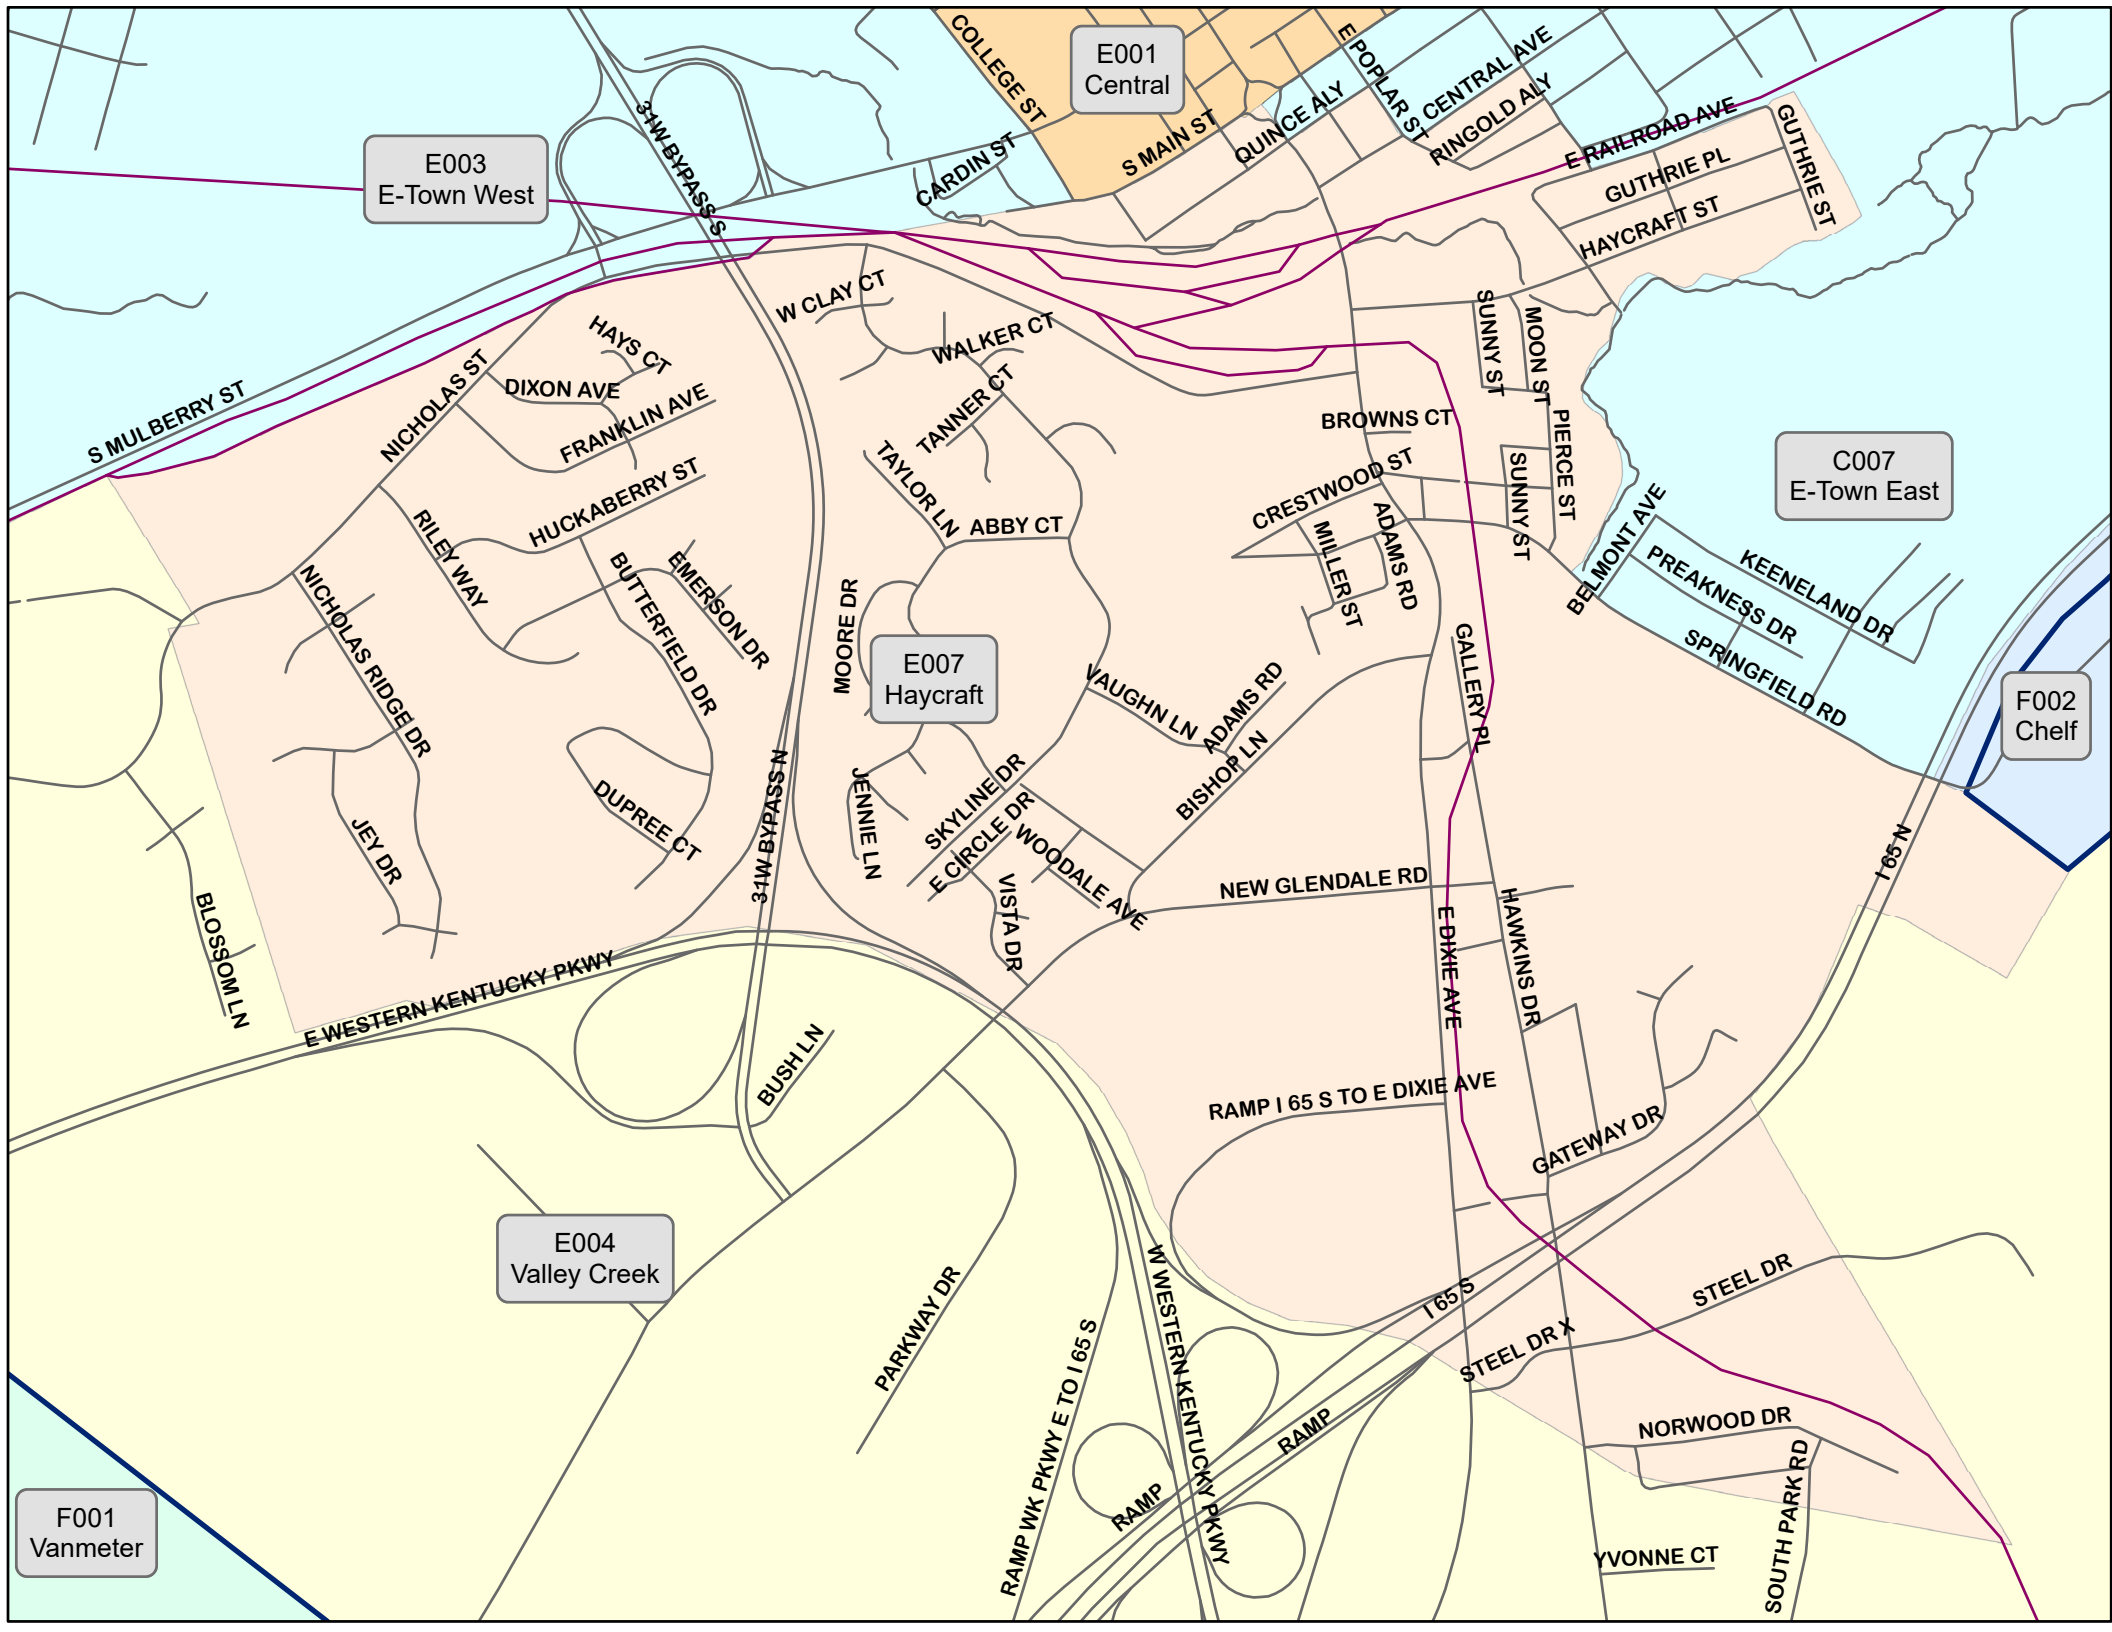 COLLEGE ST
E001
Central
E POPLAR ST
CENTRAL AVE
RINGOLD ALY
QUINCE ALY
S MAIN ST
CARDIN ST
31W BYPASS S
E003
E-Town West
E RAILROAD AVE
GUTHRIE PL
GUTHRIE ST
HAYCRAFT ST
W CLAY CT
WALKER CT
TANNER CT
HAYS CT
DIXON AVE
FRANKLIN AVE
NICHOLAS ST
S MULBERRY ST
HUCKABERRY ST
RILEY WAY
SUNNY ST
MOON ST
PIERCE ST
BROWNS CT
CRESTWOOD ST
SUNNY ST
C007
E-Town East
TAYLOR LN
ABBY CT
MILLER ST
ADAMS RD
BELMONT AVE
PREAKNESS DR
KEENELAND DR
SPRINGFIELD RD
NICHOLAS RIDGE DR
BUTTERFIELD DR
EMERSON DR
MOORE DR
E007
Haycraft
VAUGHN LN
ADAMS RD
BISHOP LN
GALLERY PL
F002
Chelf
JEY DR
DUPREE CT
31W BYPASS N
JENNIE LN
SKYLINE DR
E CIRCLE DR
WOODALE AVE
VISTA DR
NEW GLENDALE RD
E DIXIE AVE
HAWKINS DR
I 65 N
BLOSSOM LN
E WESTERN KENTUCKY PKWY
BUSH LN
RAMP I 65 S TO E DIXIE AVE
GATEWAY DR
E004
Valley Creek
PARKWAY DR
W WESTERN KENTUCKY PKWY
RAMP WK PKWY E TO I 65 S
I 65 S
STEEL DR
STEEL DR X
RAMP
RAMP
NORWOOD DR
SOUTH PARK RD
YVONNE CT
F001
Vanmeter